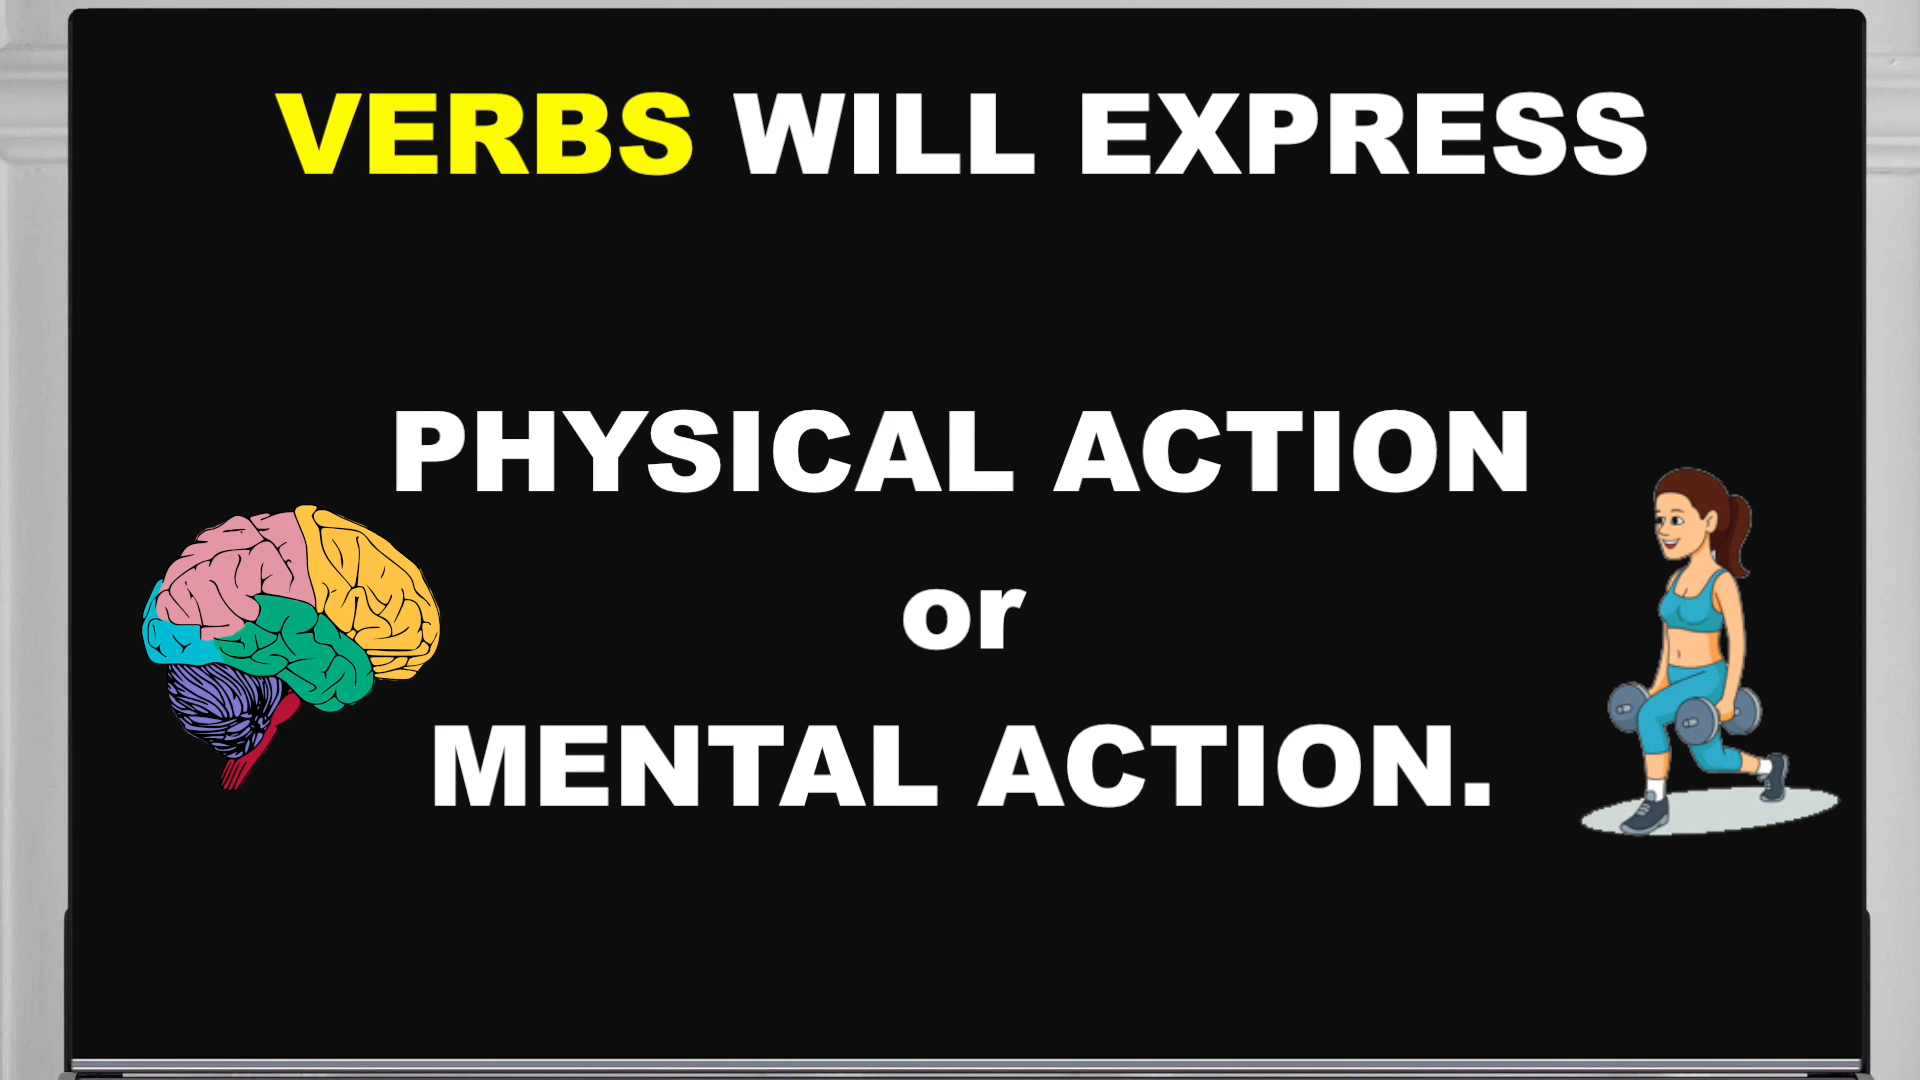 VERBS WILL EXPRESS
PHYSICAL ACTION
or
MENTAL ACTION.